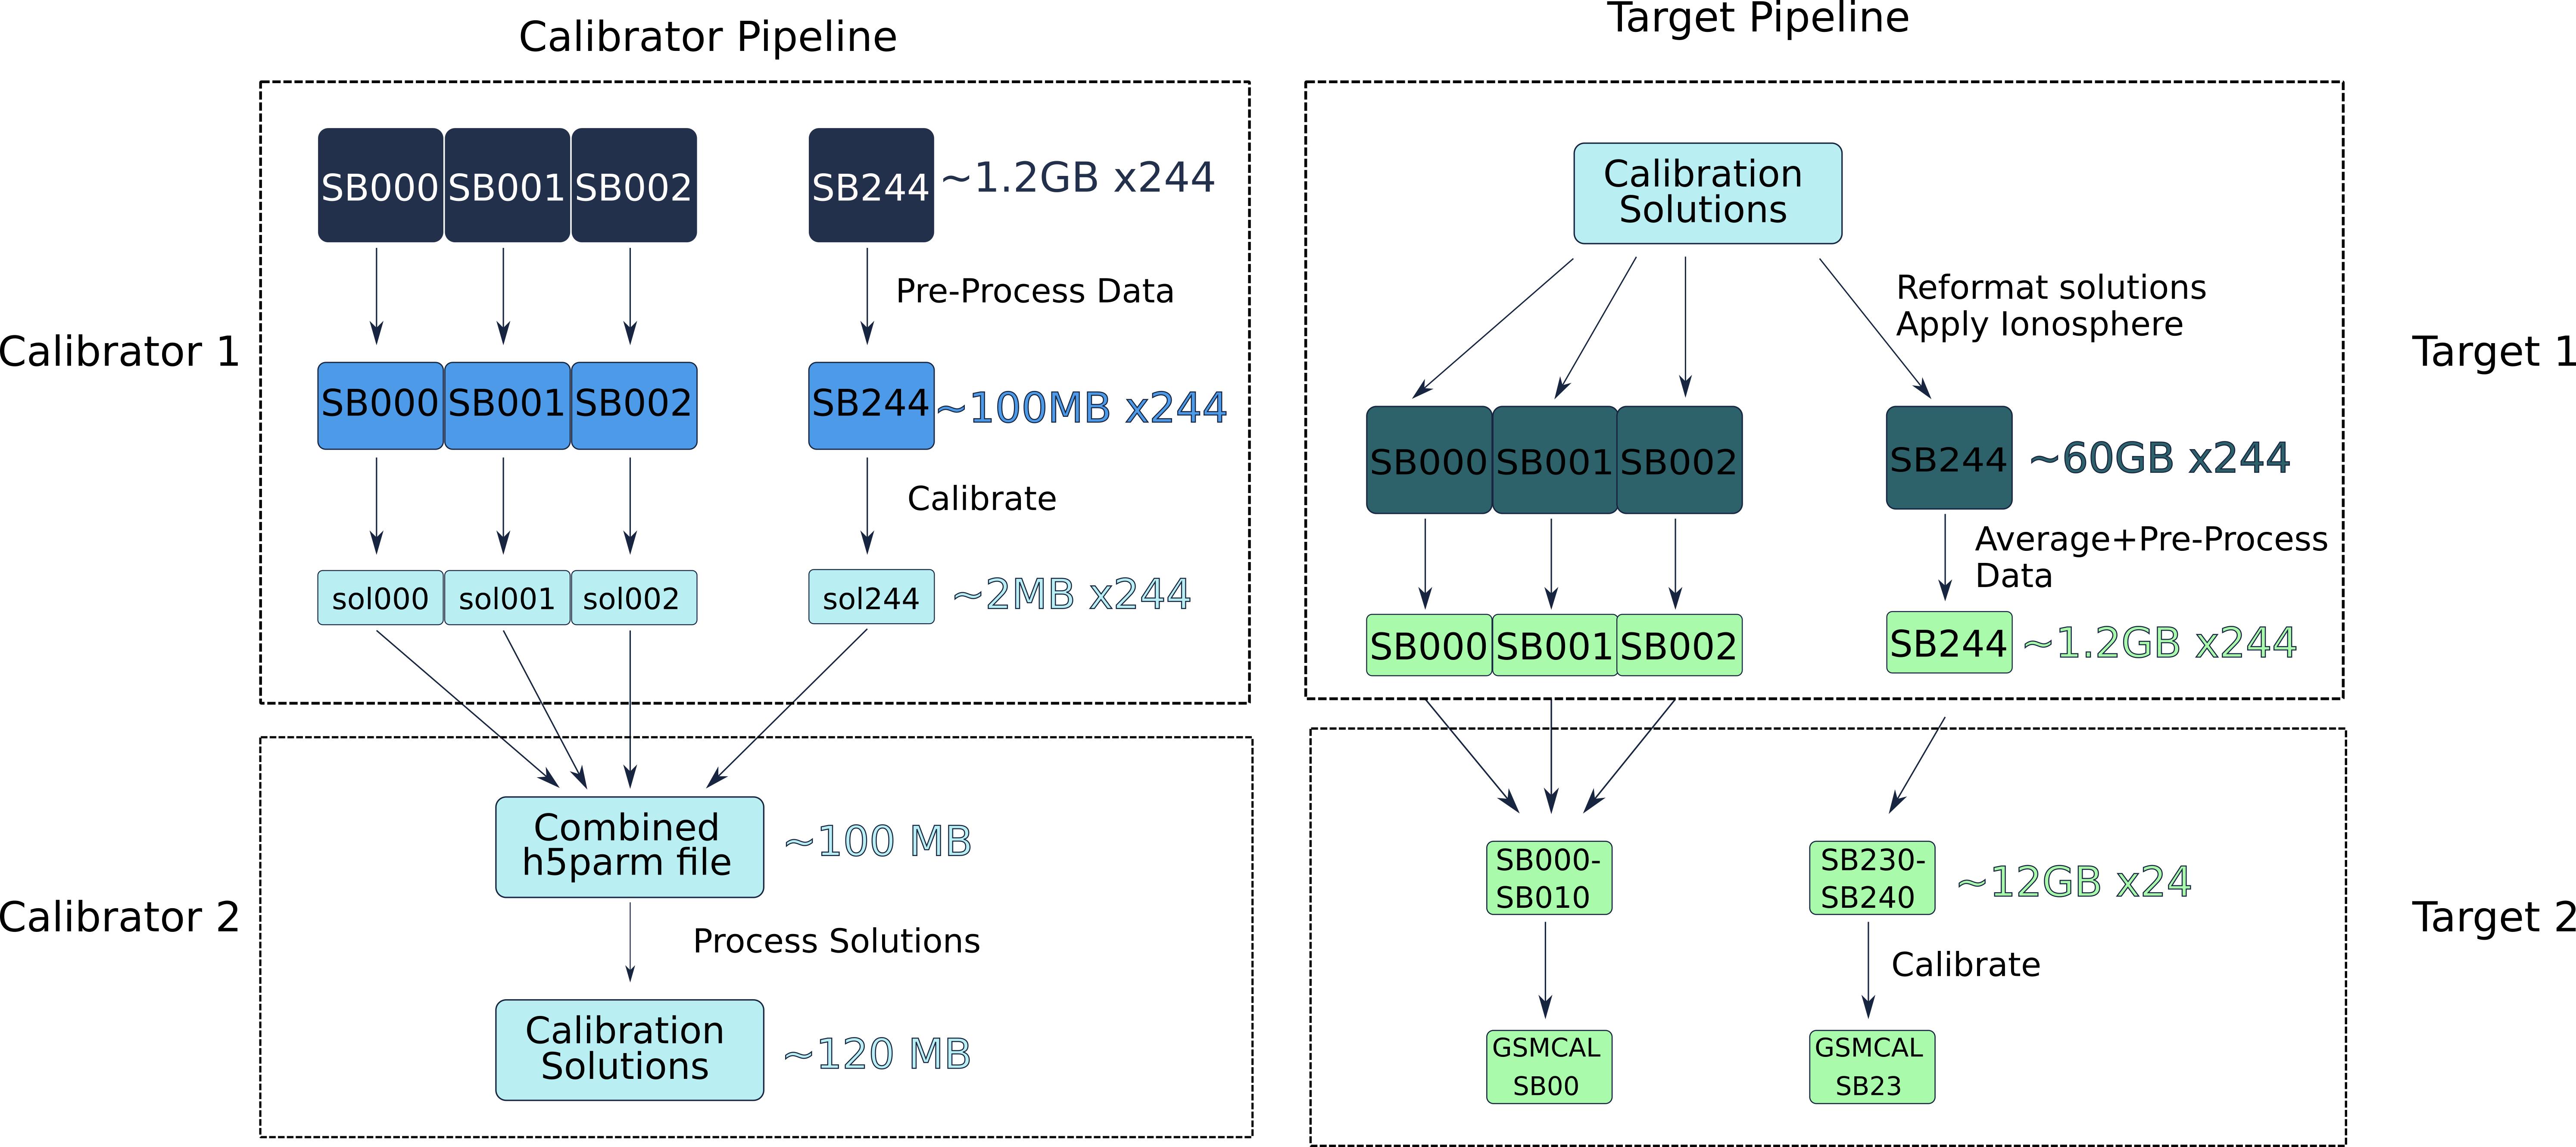 Calibrator Pipeline
Calibrator 1
SB000 SB001 SB002 SB244 ~1.2GB x244
Pre-Process Data
SB000 SB001 SB002 SB244 ~100MB x244
Calibrate
sol000 sol001 sol002 sol244 ~2MB x244
Calibrator 2
Combined
h5parm file
~100 MB
Process Solutions
Calibration
Solutions
~120 MB
Target Pipeline
Target 1
Calibration
Solutions
Reformat solutions
Apply Ionosphere
SB000 SB001 SB002 SB244 ~60GB x244
Average+Pre-Process
Data
SB000 SB001 SB002 SB244 ~1.2GB x244
Target 2
SB000-
SB010
SB230-
SB240
~12GB x24
Calibrate
GSMCAL
SB00
GSMCAL
SB23